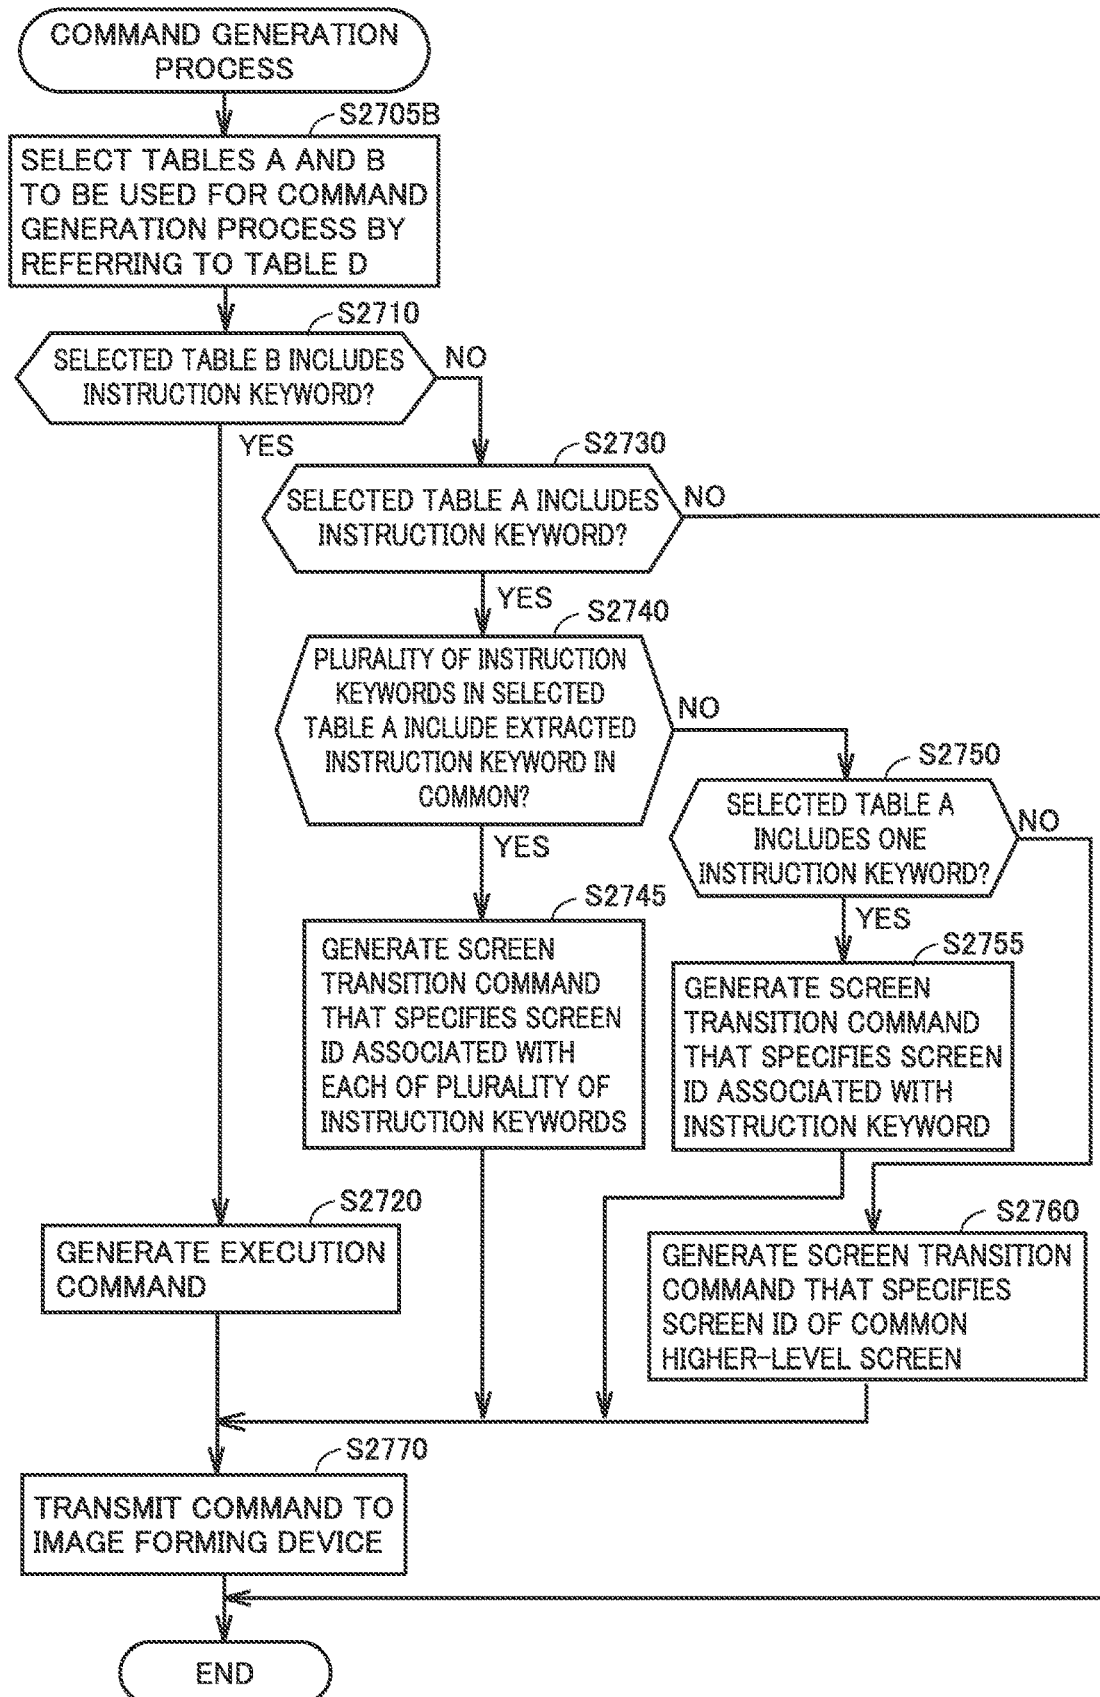 COMMAND GENERATION
PROCESS
S2705B
SELECT TABLES A AND B
TO BE USED FOR COMMAND
GENERATION PROCESS BY
REFERRING TO TABLE D
S2710
SELECTED TABLE B INCLUDES
INSTRUCTION KEYWORD?
NO
YES
S2730
SELECTED TABLE A INCLUDES
INSTRUCTION KEYWORD?
NO
YES
S2740
PLURALITY OF INSTRUCTION
KEYWORDS IN SELECTED
TABLE A INCLUDE EXTRACTED
INSTRUCTION KEYWORD IN
COMMON?
NO
YES
S2750
SELECTED TABLE A
INCLUDES ONE
INSTRUCTION KEYWORD?
NO
YES
S2745
GENERATE SCREEN
TRANSITION COMMAND
THAT SPECIFIES SCREEN
ID ASSOCIATED WITH
EACH OF PLURALITY OF
INSTRUCTION KEYWORDS
S2755
GENERATE SCREEN
TRANSITION COMMAND
THAT SPECIFIES SCREEN
ID ASSOCIATED WITH
INSTRUCTION KEYWORD
S2720
GENERATE EXECUTION
COMMAND
S2760
GENERATE SCREEN TRANSITION
COMMAND THAT SPECIFIES
SCREEN ID OF COMMON
HIGHER-LEVEL SCREEN
S2770
TRANSMIT COMMAND TO
IMAGE FORMING DEVICE
END